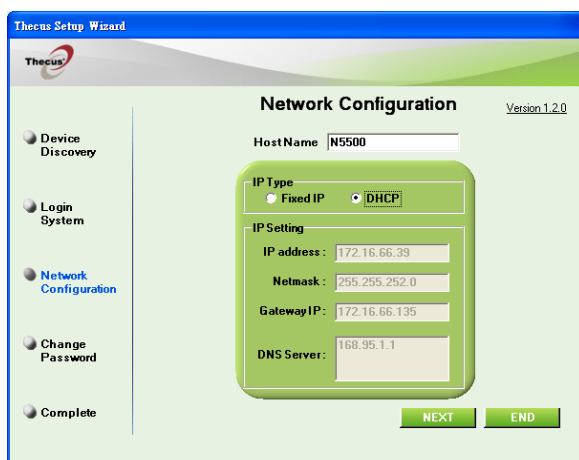 Thecus Setup Wizard
Thecus
Network Configuration
Version 1.2.0
Host Name N5500
Device
Discovery
Login
System
Network
Configuration
Change
Password
Complete
IP Type
Fixed IP DHCP
IP Setting
IP address : 172.16.66.39
Netmask : 255.255.252.0
Gateway IP : 172.16.66.135
DNS Server : 168.95.1.1
NEXT END